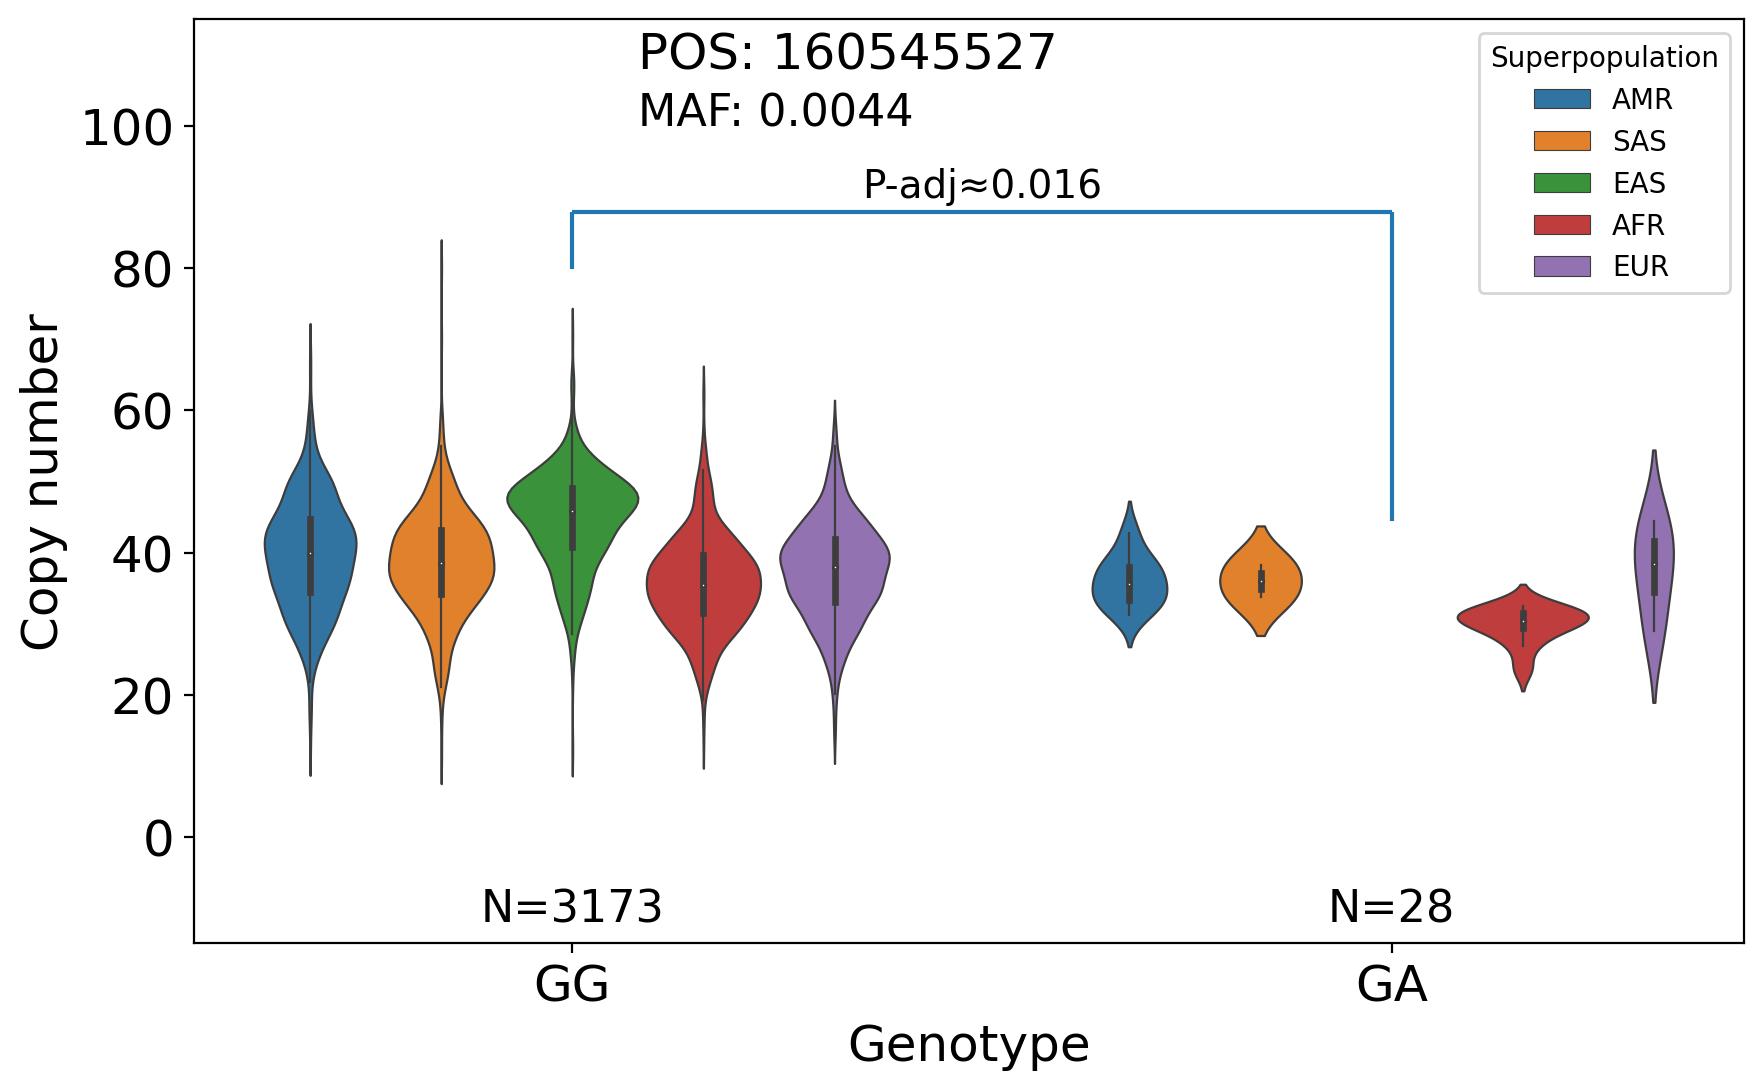 POS: 160545527
MAF: 0.0044
P-adj≈0.016
Superpopulation
AMR
SAS
EAS
AFR
EUR
Copy number
100
80
60
40
20
0
N=3173
N=28
GG
GA
Genotype